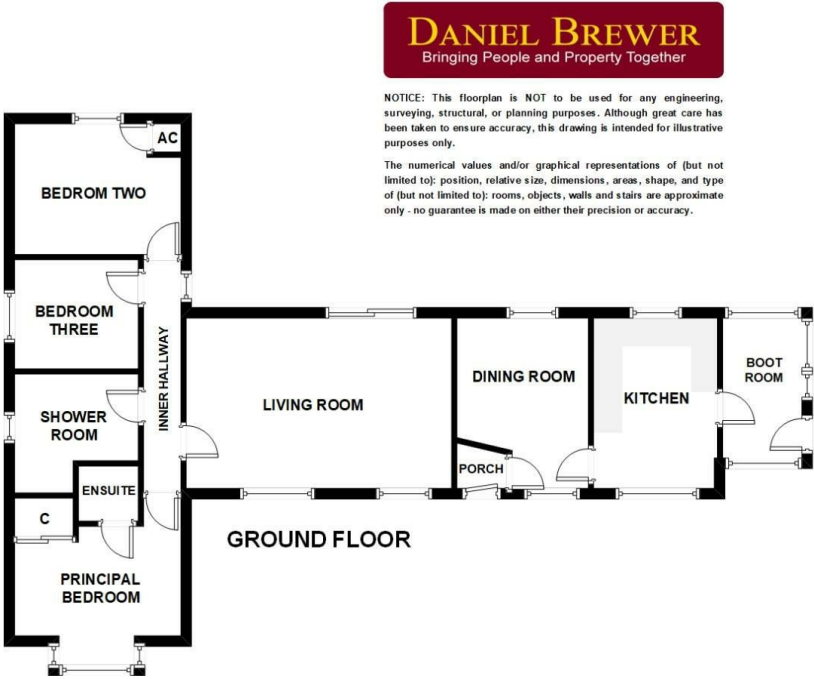 DANIEL BREWER
Bringing People and Property Together
NOTICE: This floorplan is NOT to be used for any engineering,
surveying, structural, or planning purposes. Although great care has
been taken to ensure accuracy, this drawing is intended for illustrative
purposes only.
The numerical values and/or graphical representations of (but not
limited to): position, relative size, dimensions, areas, shape, and type
of (but not limited to): rooms, objects, walls and stairs are approximate
only - no guarantee is made on either their precision or accuracy.
AC
BEDROM TWO
BEDROOM
THREE
INNER HALLWAY
SHOWER
ROOM
ENSUITE
C
PRINCIPAL
BEDROOM
LIVING ROOM
DINING ROOM
PORCH
KITCHEN
BOOT
ROOM
GROUND FLOOR